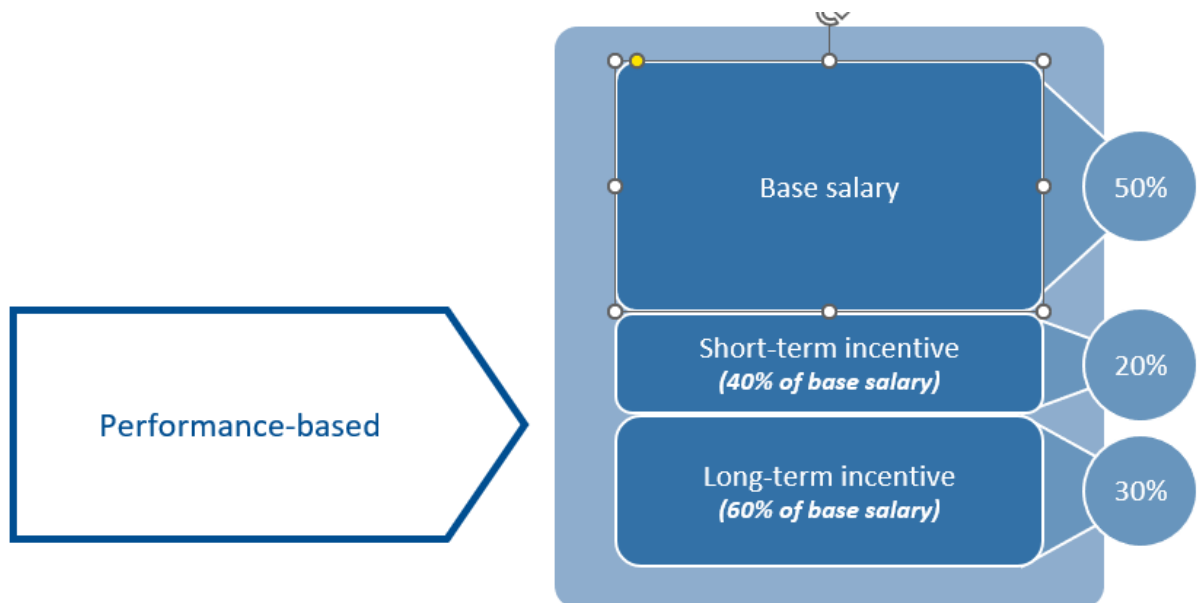 Base salary
50%
Short-term incentive
(40% of base salary)
20%
Performance-based
Long-term incentive
(60% of base salary)
30%